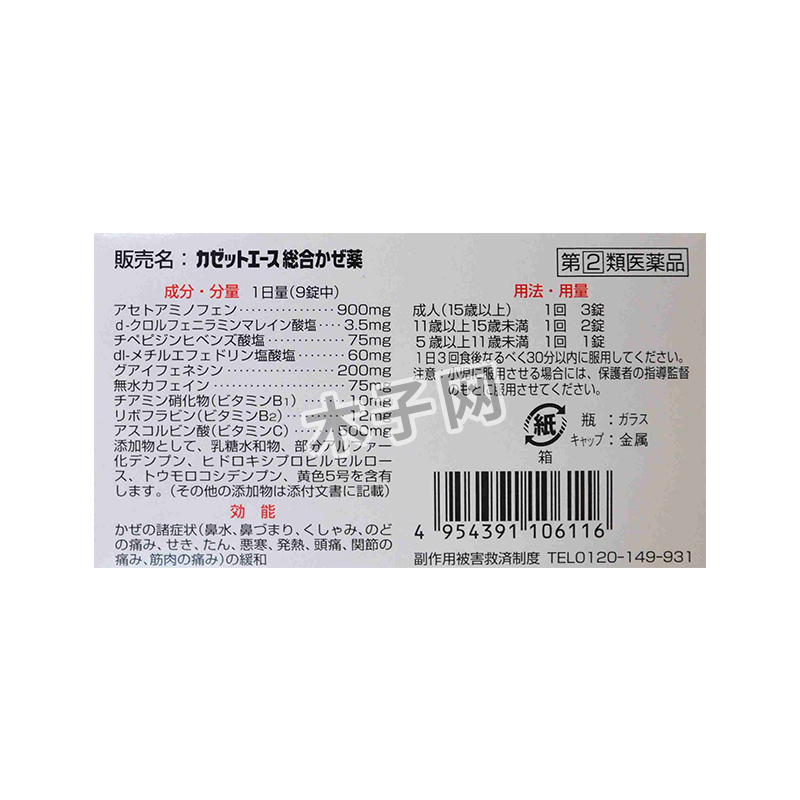 販売名：カゼットエース総合かぜ薬
第②類医薬品
成分・分量 1日量(9錠中)
アセトアミノフェン………900mg
d-クロルフェニラミンマレイン酸塩…3.5mg
チペピジンヒベンズ酸塩………75mg
dl-メチルエフェドリン塩酸塩……60mg
グアイフェネシン………200mg
無水カフェイン………75mg
チアミン硝化物(ビタミンB1)…10mg
リボフラビン(ビタミンB2)……12mg
アスコルビン酸(ビタミンC)…500mg
添加物として、乳糖水和物、部分アルファー
化デンプン、ヒドロキシプロピルセルロー
ス、トウモロコシデンプン、黄色5号を含有
します。(その他の添加物は添付文書に記載)
効能
かぜの諸症状(鼻水、鼻づまり、くしゃみ、のど
の痛み、せき、たん、悪寒、発熱、頭痛、関節の
痛み、筋肉の痛み)の緩和
用法・用量
成人(15歳以上) 1回 3錠
11歳以上15歳未満 1回 2錠
5歳以上11歳未満 1回 1錠
1日3回食後なるべく30分以内に服用してください。
注意・小児に服用させる場合には、保護者の指導監督
のもとに服用させてください。
紙
箱
瓶：ガラス
キャップ：金属
4 954391 106116
副作用被害救済制度 TEL0120-149-931
木子网